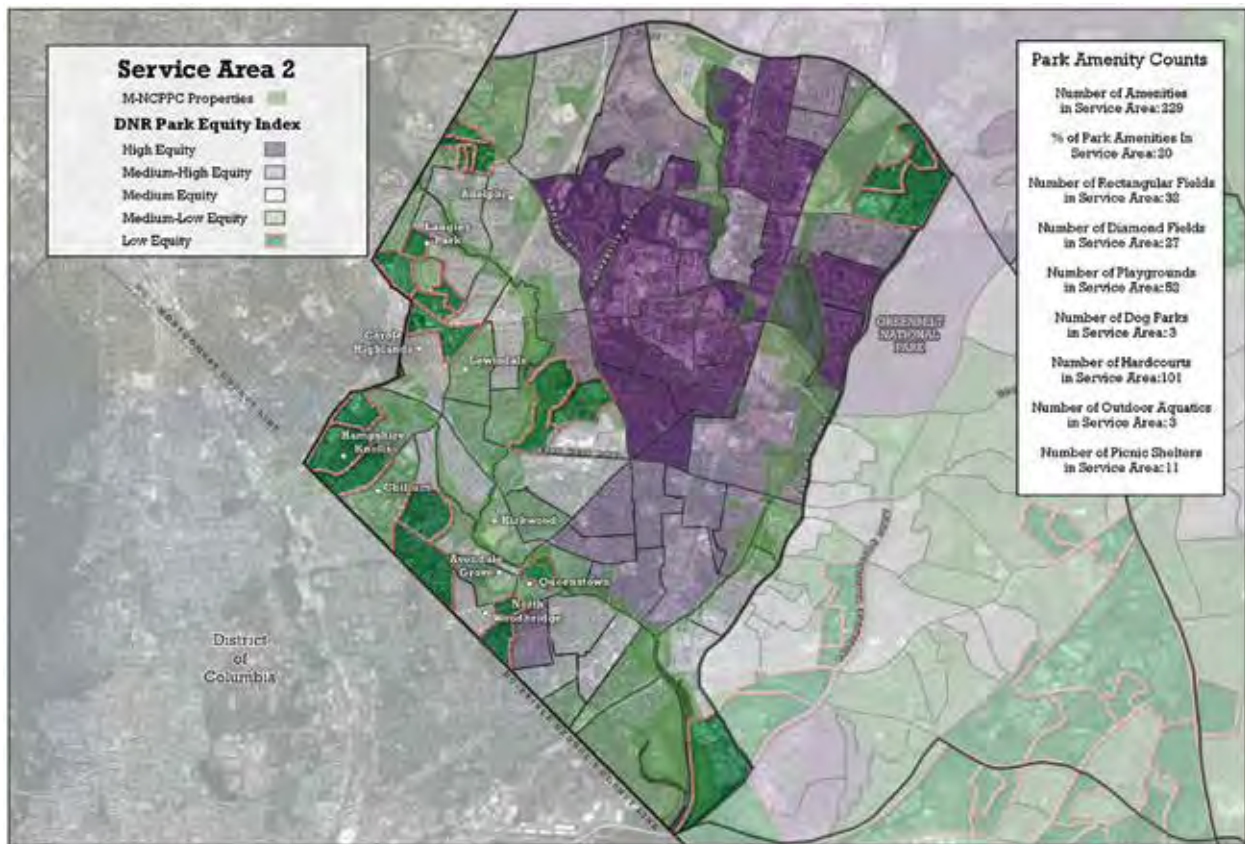 Service Area 2
M-NCPPC Properties
DNR Park Equity Index
High Equity
Medium-High Equity
Medium Equity
Medium-Low Equity
Low Equity
Park Amenity Counts
Number of Amenities
in Service Area:229
% of Park Amenities In
Service Area:20
Number of Rectangular Fields
in Service Area:32
Number of Diamond Fields
in Service Area:27
Number of Playgrounds
in Service Area:52
Number of Dog Parks
in Service Area:3
Number of Hardcourts
in Service Area:101
Number of Outdoor Aquatics
in Service Area:3
Number of Picnic Shelters
in Service Area:11
Adelphi
Langley
Park
Carole
Highlands
Lewisdale
GREENBELT
NATIONAL
PARK
Hampshire
Knolls
Chillum
Kirkwood
Avondale
Grove
Queenstown
North
Woodridge
District
of
Columbia